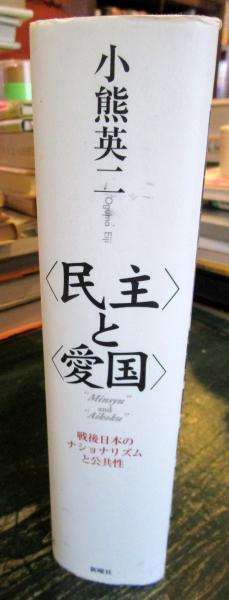 小熊英二
Oguma Eiji
〈民主〉
と
〈愛国〉
"Minsyu"
and
"Aikoku"
戦後日本の
ナショナリズム
と公共性
新曜社